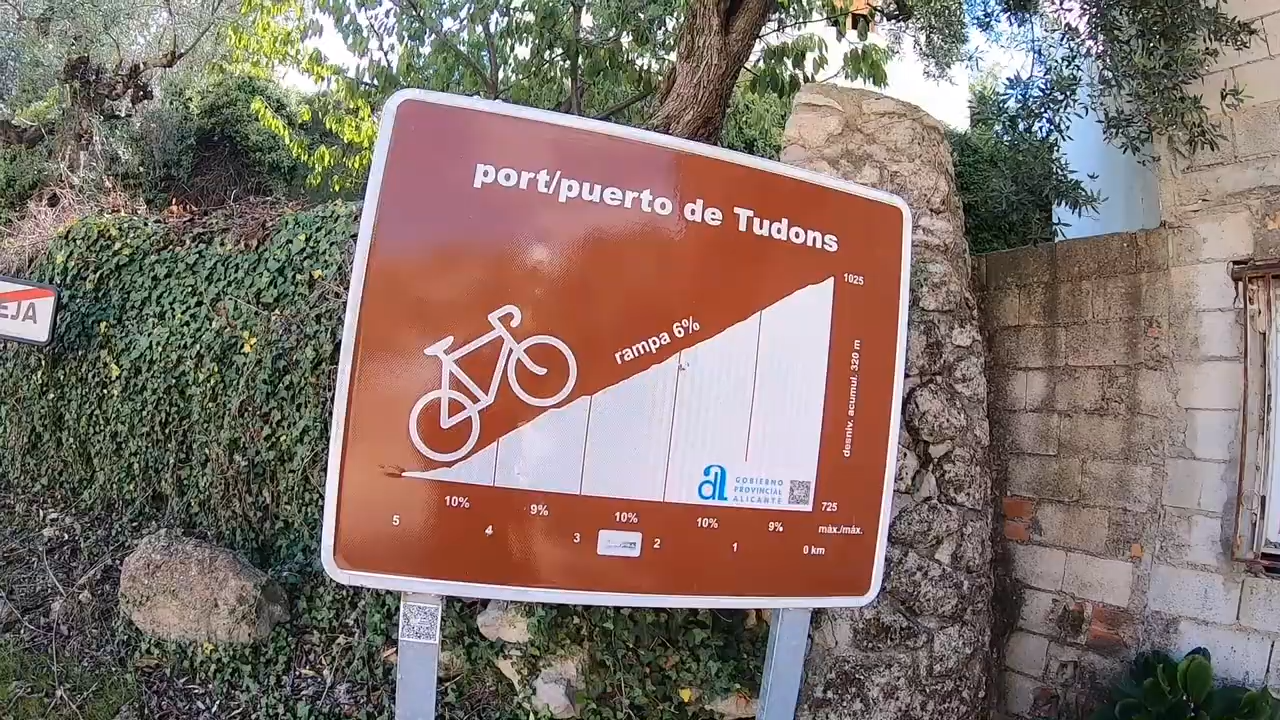 port/puerto de Tudons
EJA
rampa 6%
1025
desniv. acumul. 320 m
GOBIERNO
PROVINCIAL
ALICANTE
725
10% 9% 10% 10% 9% màx./máx.
5 4 3 2 1 0 km